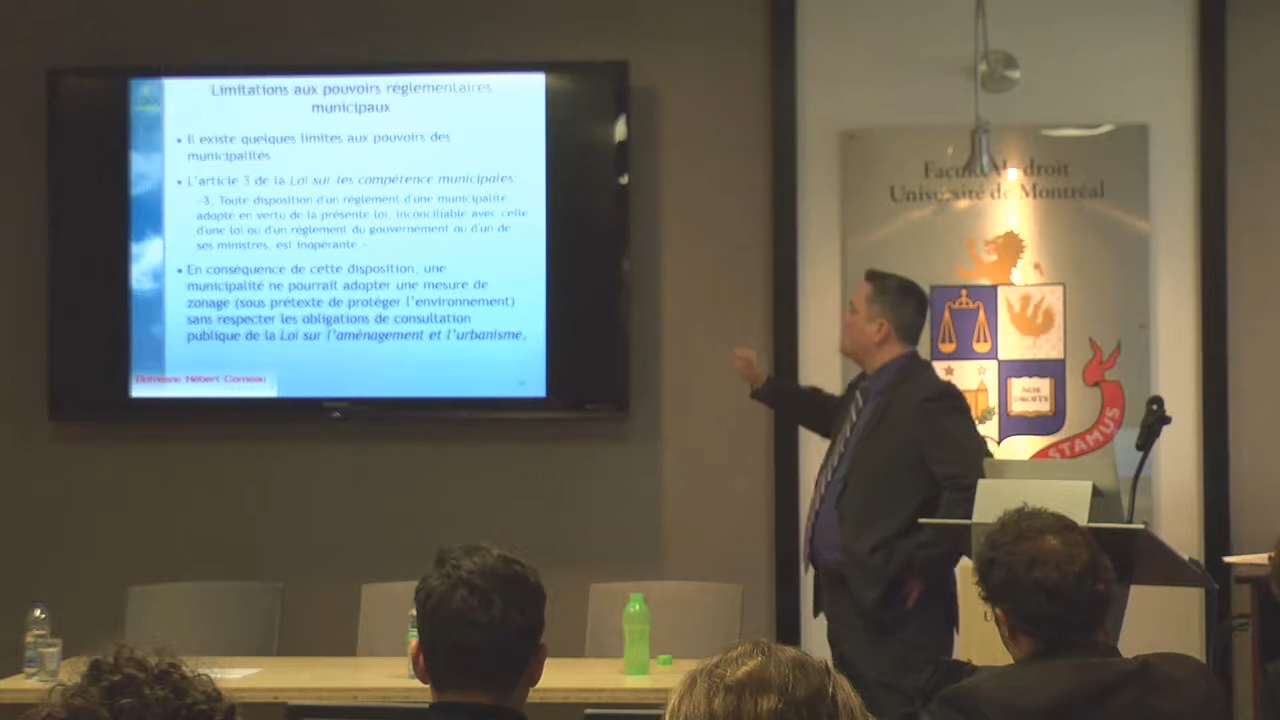 Limitations aux pouvoirs réglementaires
municipaux
• Il existe quelques limites aux pouvoirs des
municipalités
• L'article 3 de la Loi sur les compétence municipales:
«3. Toute disposition d'un règlement d'une municipalité
adopté en vertu de la présente loi, inconciliable avec celle
d'une loi ou d'un règlement du gouvernement ou d'un de
ses ministres, est inopérante.»
• En conséquence de cette disposition, une
municipalité ne pourrait adopter une mesure de
zonage (sous prétexte de protéger l'environnement)
sans respecter les obligations de consultation
publique de la Loi sur l'aménagement et l'urbanisme.
Dufresne Hébert Comeau
Faculté de droit
Université de Montréal
NOS
DROITS
STAMUS